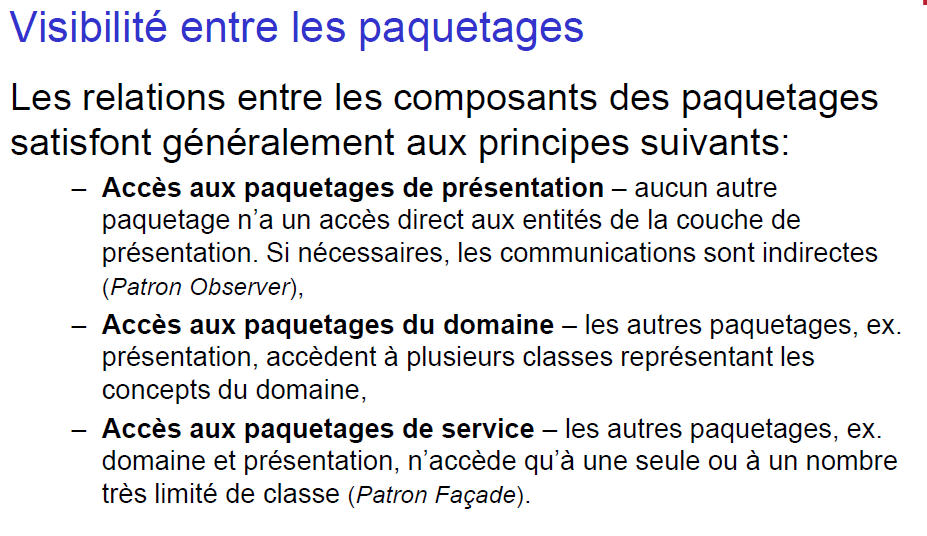 Visibilité entre les paquetages
Les relations entre les composants des paquetages
satisfont généralement aux principes suivants:
– Accès aux paquetages de présentation – aucun autre
paquetage n’a un accès direct aux entités de la couche de
présentation. Si nécessaires, les communications sont indirectes
(Patron Observer),
– Accès aux paquetages du domaine – les autres paquetages, ex.
présentation, accèdent à plusieurs classes représentant les
concepts du domaine,
– Accès aux paquetages de service – les autres paquetages, ex.
domaine et présentation, n’accède qu’à une seule ou à un nombre
très limité de classe (Patron Façade).